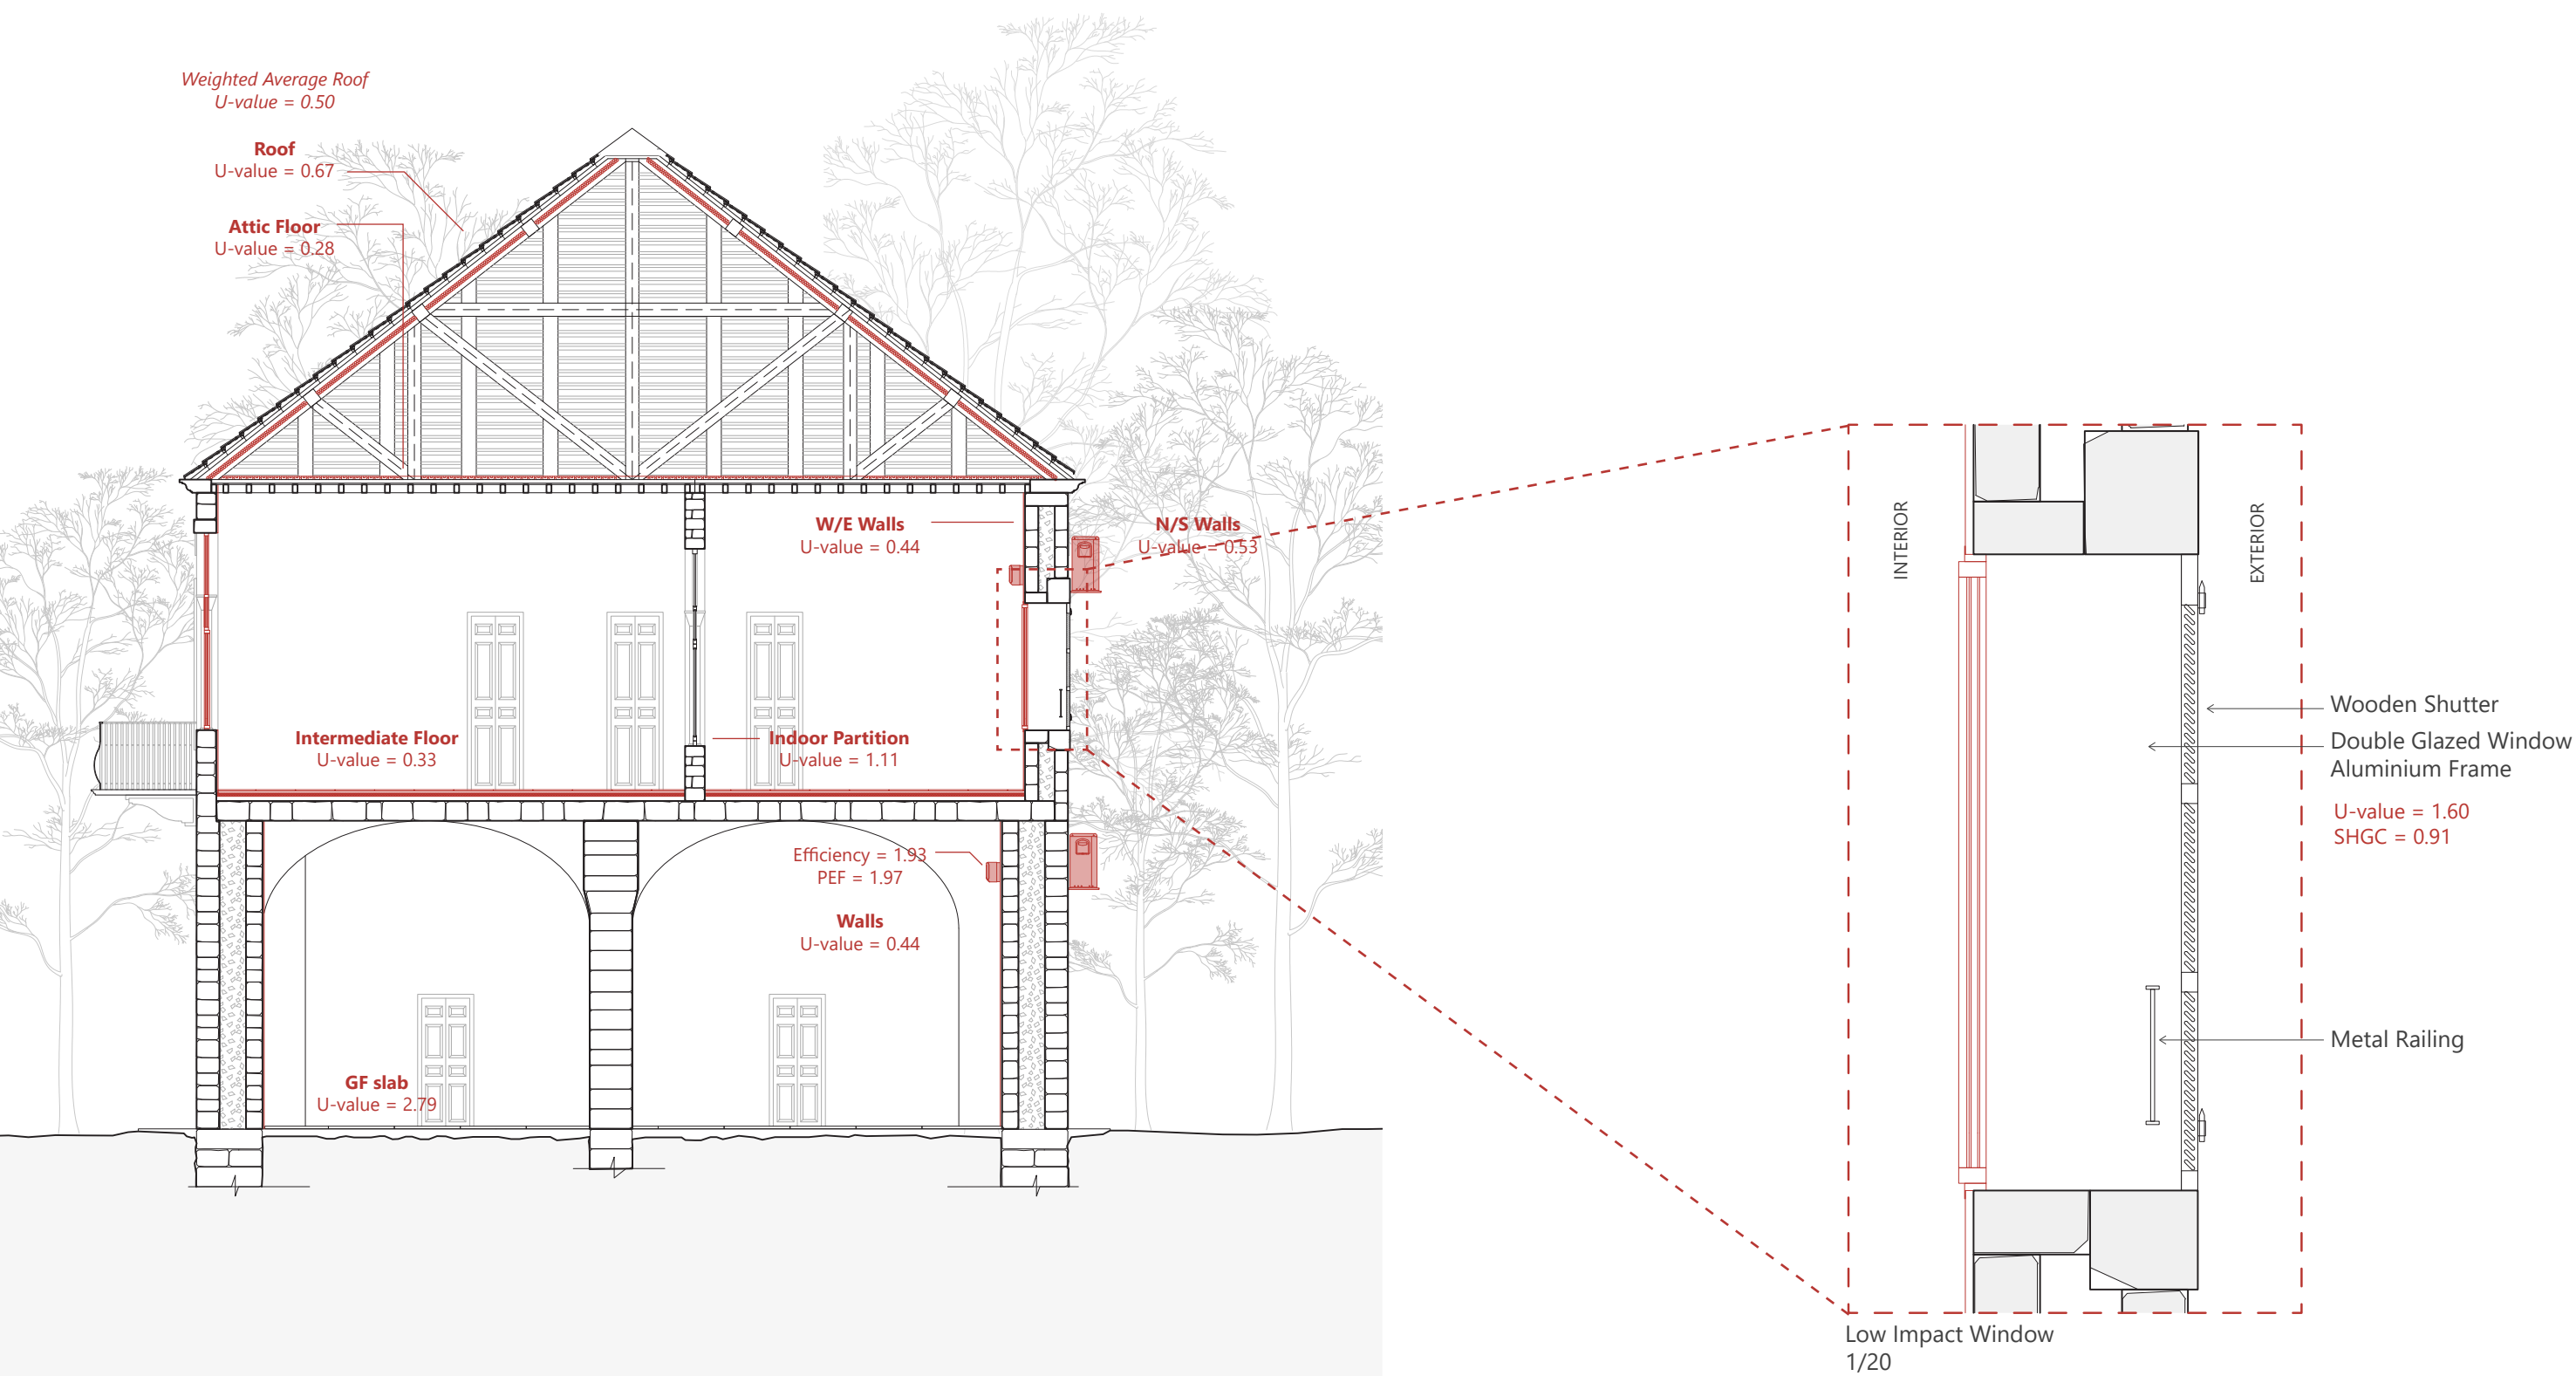 Weighted Average Roof
U-value = 0.50
Roof
U-value = 0.67
Attic Floor
U-value = 0.28
W/E Walls
U-value = 0.44
N/S Walls
U-value = 0.53
Intermediate Floor
U-value = 0.33
Indoor Partition
U-value = 1.11
Efficiency = 1.93
PEF = 1.97
Walls
U-value = 0.44
GF slab
U-value = 2.79
INTERIOR
EXTERIOR
Wooden Shutter
Double Glazed Window
Aluminium Frame
U-value = 1.60
SHGC = 0.91
Metal Railing
Low Impact Window
1/20